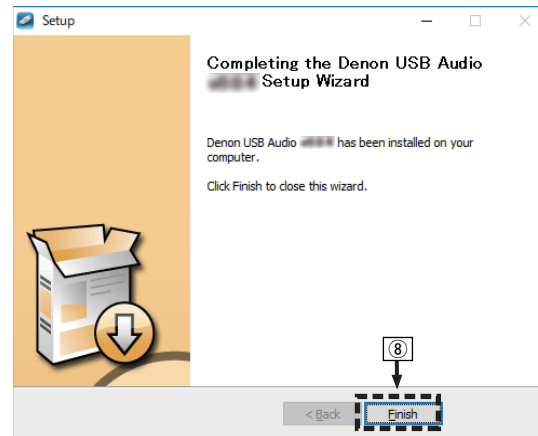 Setup
Completing the Denon USB Audio
Setup Wizard
Denon USB Audio has been installed on your
computer.
Click Finish to close this wizard.
⑧
< Back
Finish